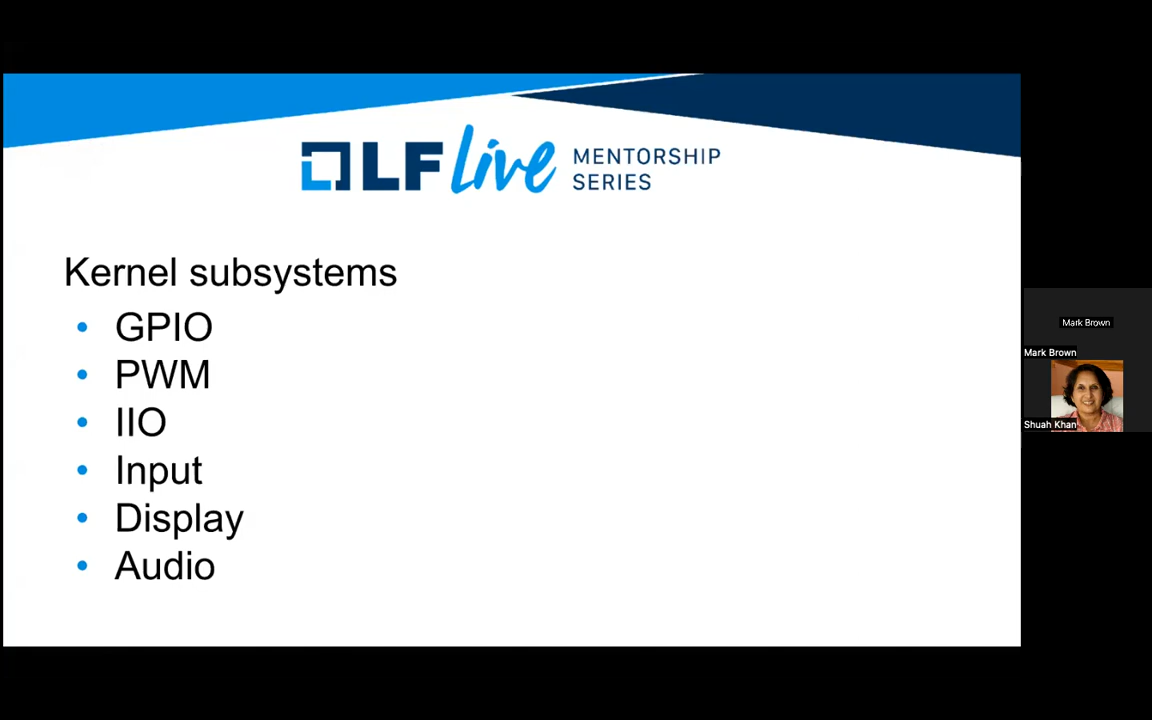 LF Live MENTORSHIP
SERIES
Kernel subsystems
• GPIO
• PWM
• IIO
• Input
• Display
• Audio
Mark Brown
Mark Brown
Shuah Khan